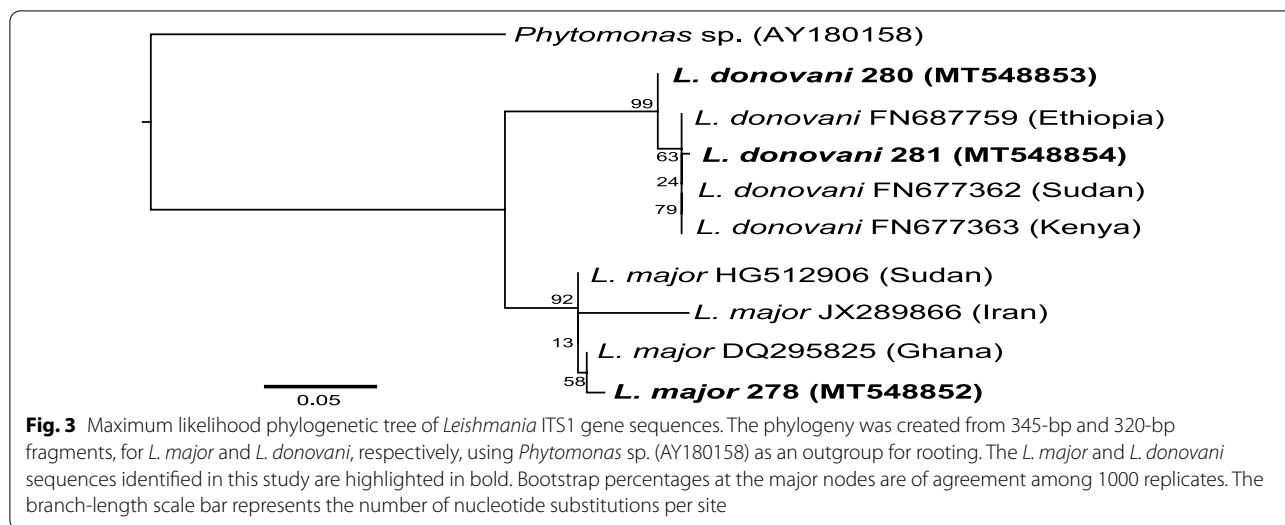 Phytomonas sp. (AY180158)
L. donovani 280 (MT548853)
99
L. donovani FN687759 (Ethiopia)
63
L. donovani 281 (MT548854)
24
L. donovani FN677362 (Sudan)
79
L. donovani FN677363 (Kenya)
L. major HG512906 (Sudan)
92
L. major JX289866 (Iran)
13
L. major DQ295825 (Ghana)
58
L. major 278 (MT548852)
0.05
Fig. 3 Maximum likelihood phylogenetic tree of Leishmania ITS1 gene sequences. The phylogeny was created from 345-bp and 320-bp
fragments, for L. major and L. donovani, respectively, using Phytomonas sp. (AY180158) as an outgroup for rooting. The L. major and L. donovani
sequences identified in this study are highlighted in bold. Bootstrap percentages at the major nodes are of agreement among 1000 replicates. The
branch-length scale bar represents the number of nucleotide substitutions per site